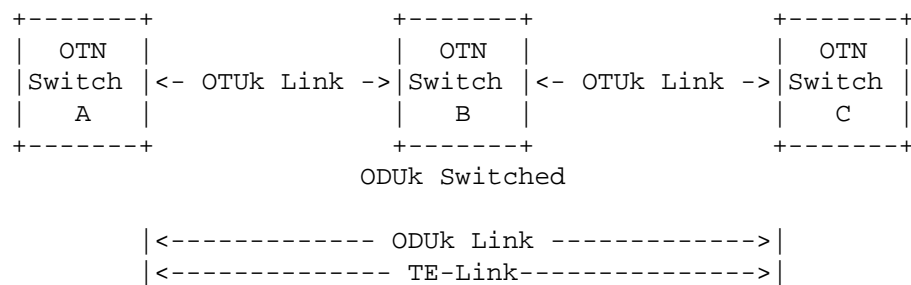 +-------+                   +-------+                   +-------+
|  OTN  |                   |  OTN  |                   |  OTN  |
|Switch |<- OTUk Link ->|Switch |<- OTUk Link ->|Switch |
|   A   |                   |   B   |                   |   C   |
+-------+                   +-------+                   +-------+
ODUk Switched
|<------------- ODUk Link ------------->|
|<-------------- TE-Link--------------->|